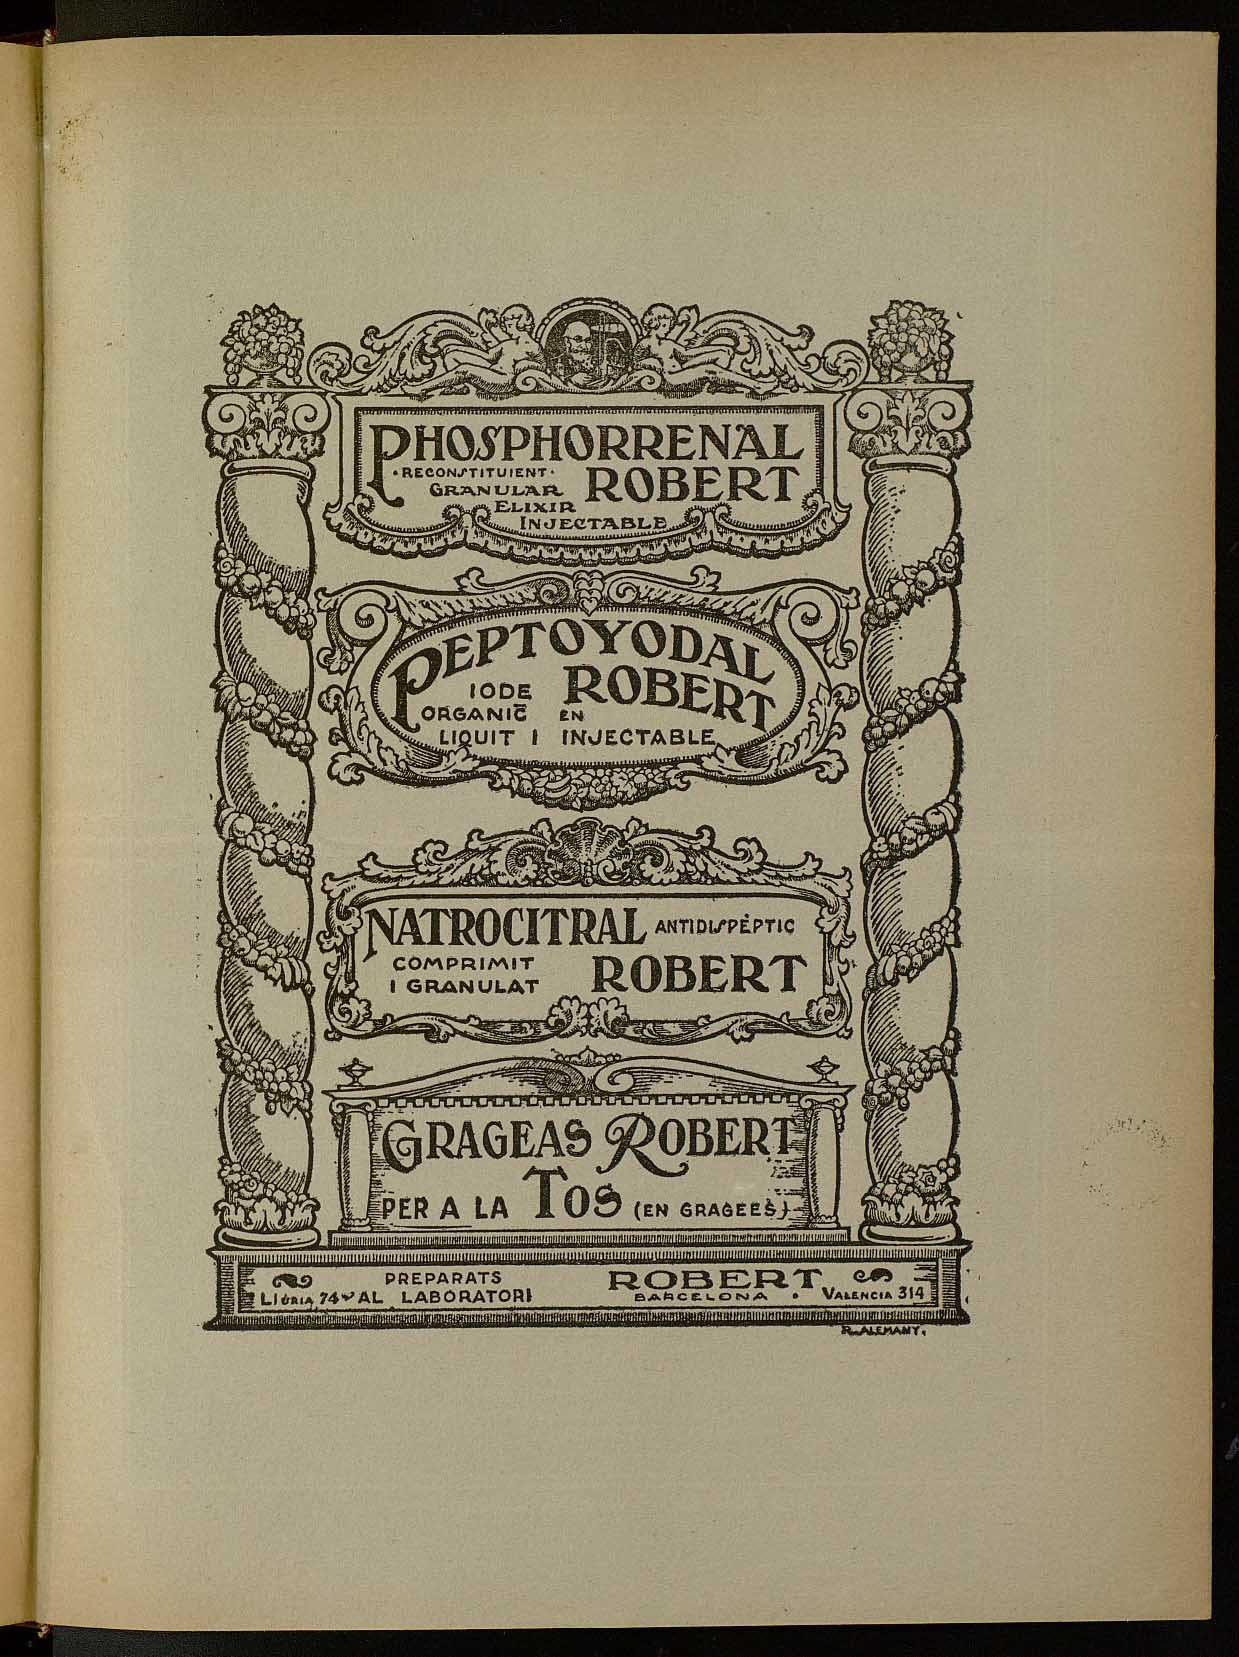 PHOSPHORRENAL
·RECONSTITUIENT· ROBERT
GRANULAR
ELIXIR
INJECTABLE
PEPTOYODAL
IODE ROBERT
ORGANIC EN
LIQUIT I INJECTABLE
NATROCITRAL ANTIDISPÈPTIC
COMPRIMIT ROBERT
I GRANULAT
GRAGEAS ROBERT
PER A LA TOS (EN GRAGEES)
PREPARATS ROBERT
LLÚRIA, 74 AL LABORATORI BARCELONA · VALENCIA 314
R. ALEMANY.